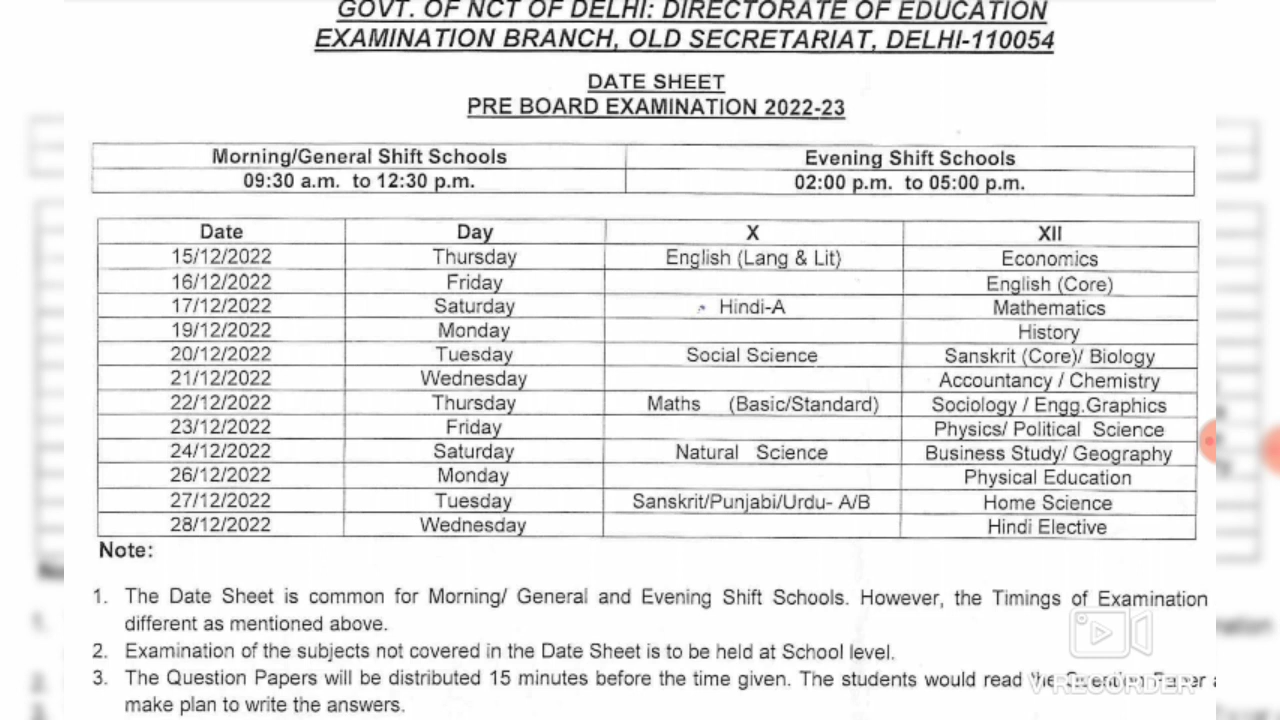 GOVT. OF NCT OF DELHI: DIRECTORATE OF EDUCATION
EXAMINATION BRANCH, OLD SECRETARIAT, DELHI-110054
DATE SHEET
PRE BOARD EXAMINATION 2022-23
Morning/General Shift Schools Evening Shift Schools
09:30 a.m. to 12:30 p.m. 02:00 p.m. to 05:00 p.m.
Date Day X XII
15/12/2022 Thursday English (Lang & Lit) Economics
16/12/2022 Friday English (Core)
17/12/2022 Saturday Hindi-A Mathematics
19/12/2022 Monday History
20/12/2022 Tuesday Social Science Sanskrit (Core)/ Biology
21/12/2022 Wednesday Accountancy / Chemistry
22/12/2022 Thursday Maths (Basic/Standard) Sociology / Engg.Graphics
23/12/2022 Friday Physics/ Political Science
24/12/2022 Saturday Natural Science Business Study/ Geography
26/12/2022 Monday Physical Education
27/12/2022 Tuesday Sanskrit/Punjabi/Urdu- A/B Home Science
28/12/2022 Wednesday Hindi Elective
Note:
1. The Date Sheet is common for Morning/ General and Evening Shift Schools. However, the Timings of Examination
different as mentioned above.
2. Examination of the subjects not covered in the Date Sheet is to be held at School level.
3. The Question Papers will be distributed 15 minutes before the time given. The students would read the Question Paper
make plan to write the answers.
V RECORDER